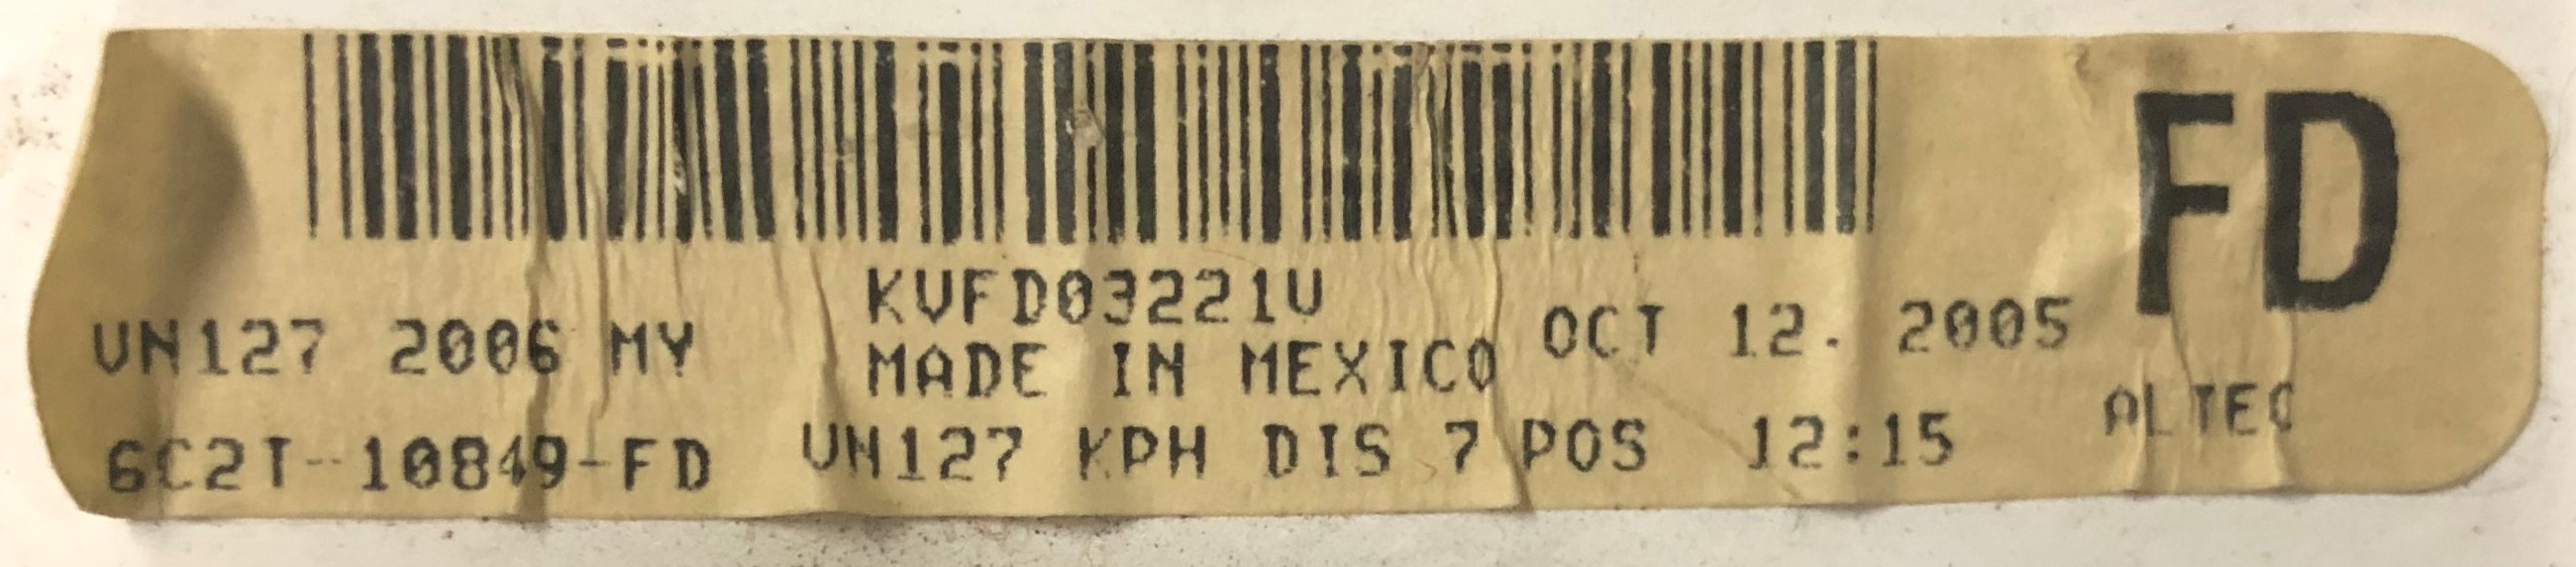 FD
KVFD03221V
VN127 2006 MY
MADE IN MEXICO
OCT 12. 2005
ALTEC
6C2T-10849-FD
VN127 KPH DIS 7 POS 12:15